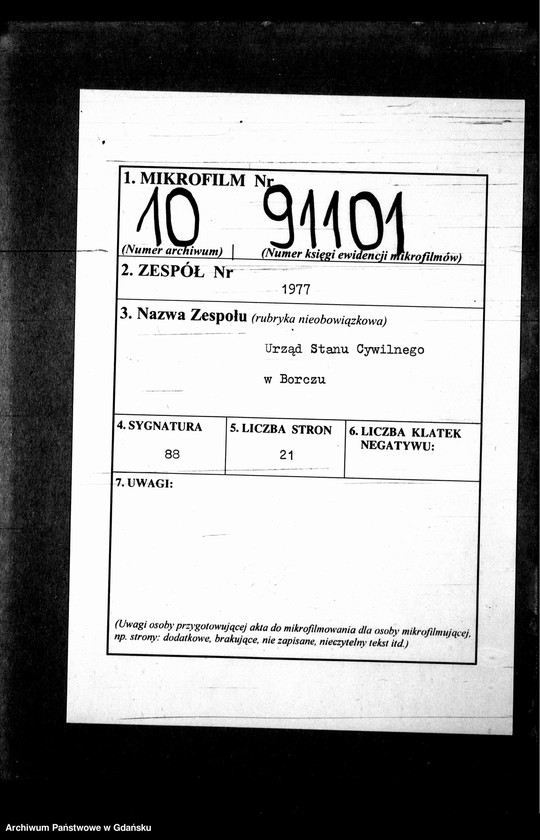 1. MIKROFILM Nr
10 91101
(Numer archiwum) (Numer księgi ewidencji mikrofilmów)
2. ZESPÓŁ Nr
1977
3. Nazwa Zespołu (rubryka nieobowiązkowa)
Urząd Stanu Cywilnego
w Borczu
4. SYGNATURA
88
5. LICZBA STRON
21
6. LICZBA KLATEK
NEGATYWU:
7. UWAGI:
(Uwagi osoby przygotowującej akta do mikrofilmowania dla osoby mikrofilmującej,
np. strony: dodatkowe, brakujące, nie zapisane, nieczytelny tekst itd.)
Archiwum Państwowe w Gdańsku